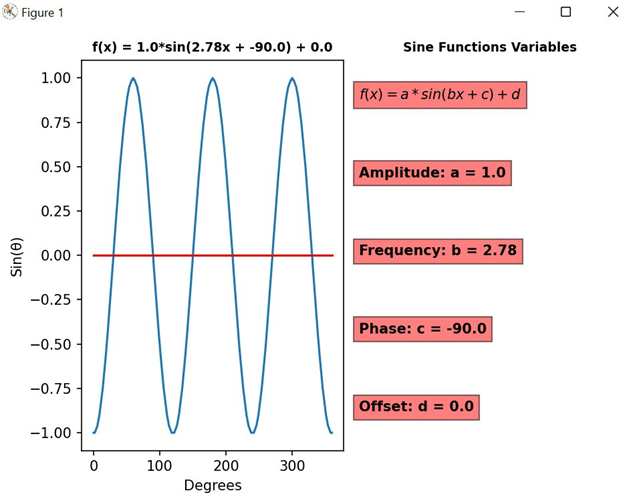 Figure 1
f(x) = 1.0*sin(2.78x + -90.0) + 0.0
Sine Functions Variables
1.00
0.75
0.50
0.25
0.00
−0.25
−0.50
−0.75
−1.00
Sin(θ)
0 100 200 300
Degrees
f(x) = a * sin(bx + c) + d
Amplitude: a = 1.0
Frequency: b = 2.78
Phase: c = -90.0
Offset: d = 0.0